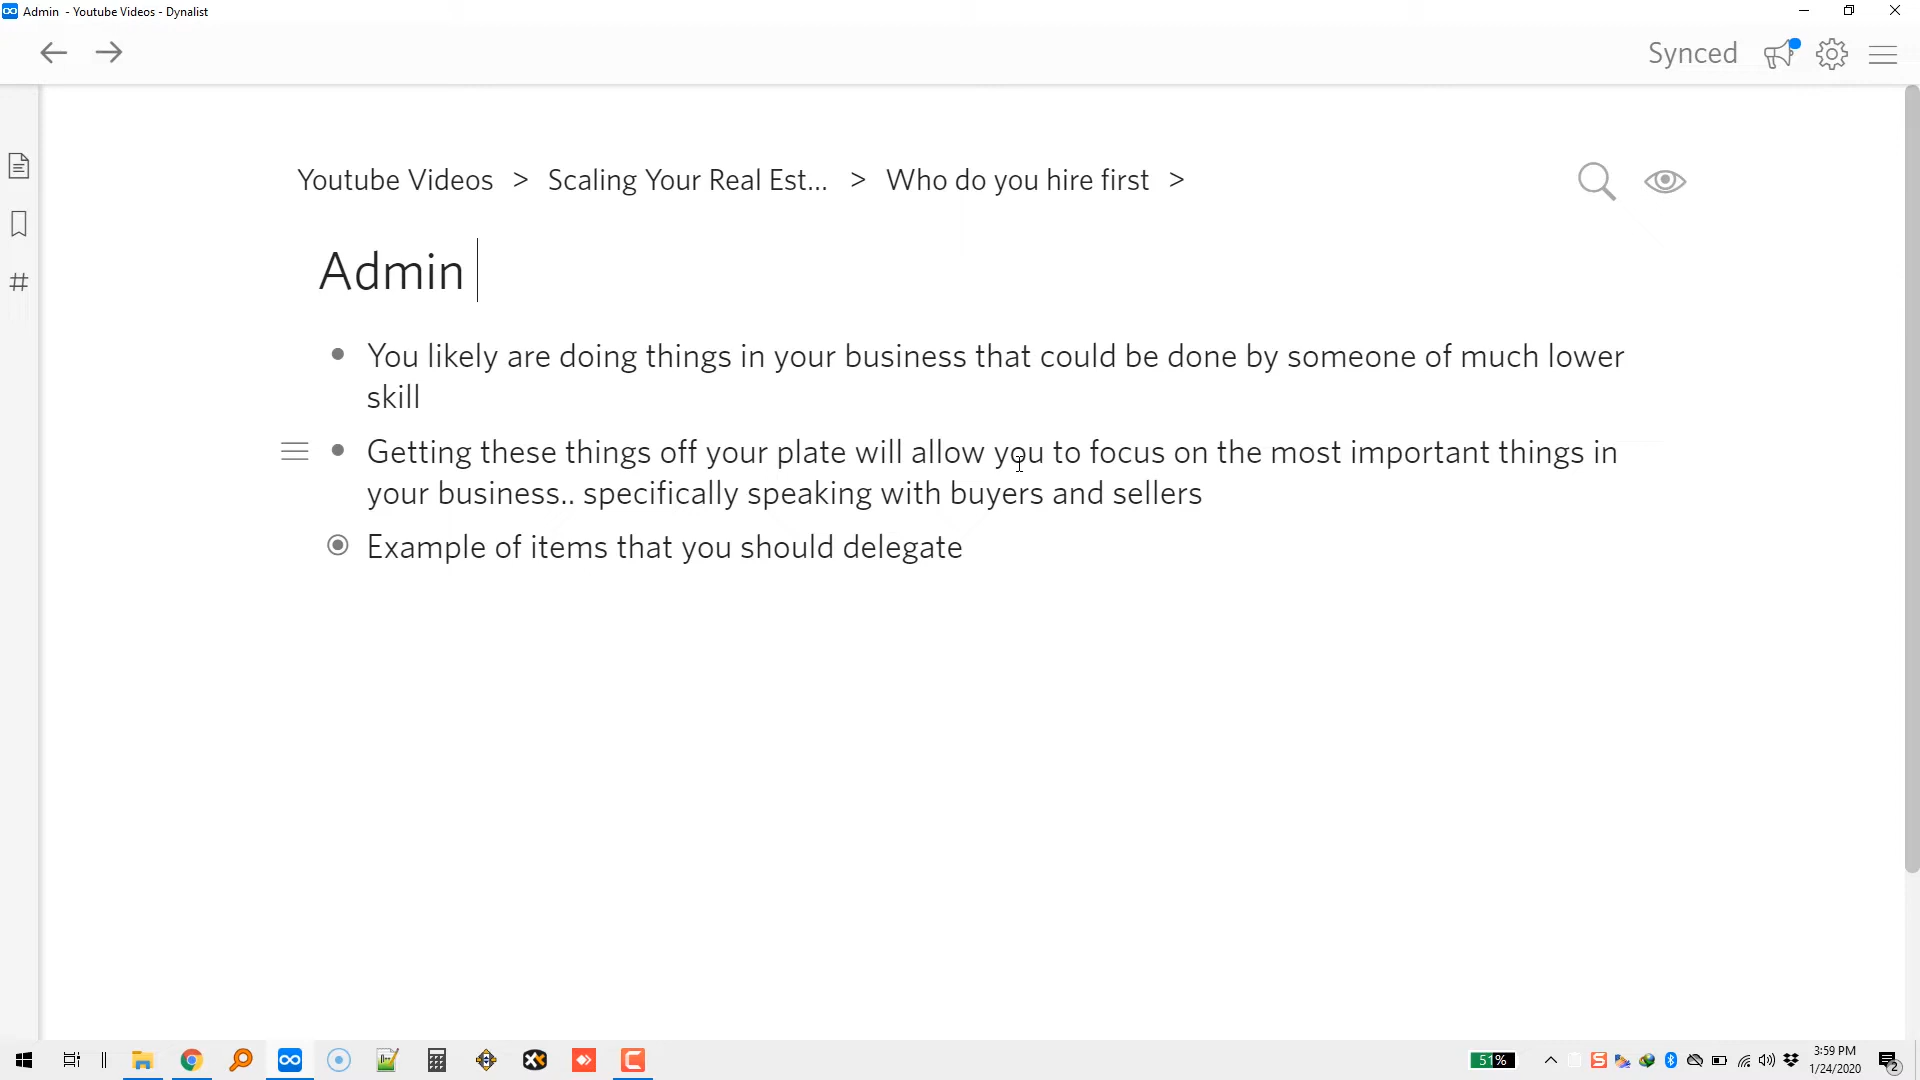 Admin  - Youtube Videos - Dynalist
Synced
Youtube Videos > Scaling Your Real Est... > Who do you hire first >
Admin
You likely are doing things in your business that could be done by someone of much lower
skill
Getting these things off your plate will allow you to focus on the most important things in
your business.. specifically speaking with buyers and sellers
Example of items that you should delegate
51%
3:59 PM
1/24/2020
2